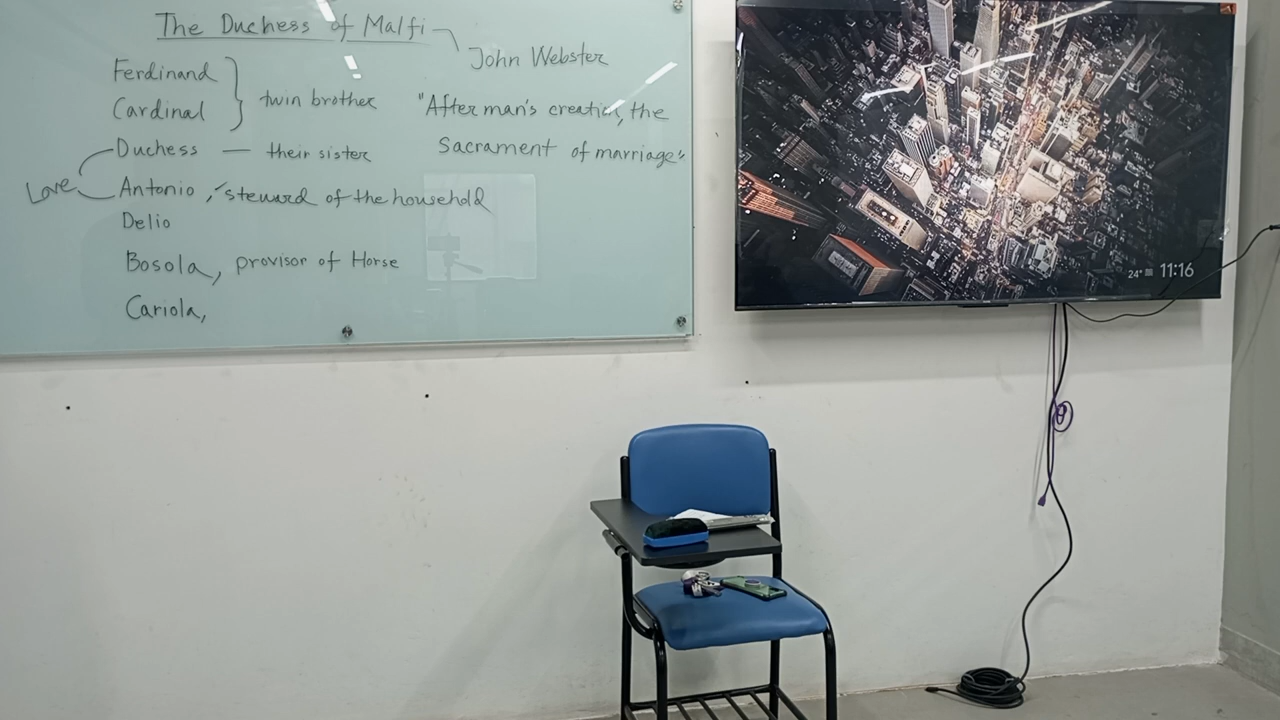 The Duchess of Malfi
John Webster
Ferdinand
Cardinal
twin brother
"After man's creation, the
Sacrament of marriage"
Duchess — their sister
Love
Antonio, steward of the household
Delio
Bosola, provisor of Horse
Cariola,
24°
11:16